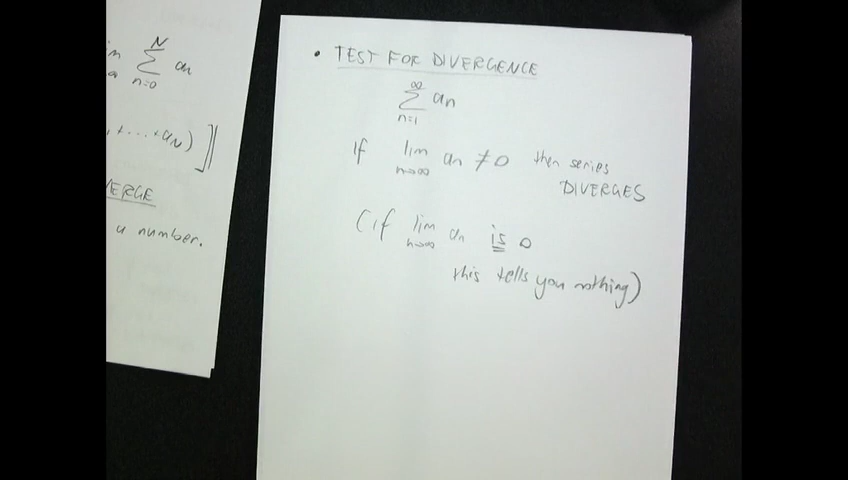 N
∑ an
n=0
+...+aN)]
VERGE
a number.
• TEST FOR DIVERGENCE
∞
∑ an
n=1
If lim an ≠ 0 then series
n→∞
DIVERGES
(if lim an is 0
n→∞
this tells you nothing)